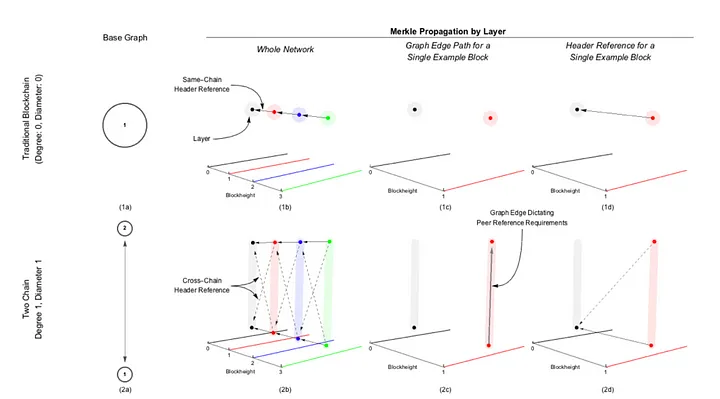 Merkle Propagation by Layer
Base Graph
Whole Network
Graph Edge Path for a
Single Example Block
Header Reference for a
Single Example Block
Traditional Blockchain
(Degree: 0, Diameter: 0)
1
Same–Chain
Header Reference
Layer
0
1
2
3
Blockheight
0
1
Blockheight
0
1
Blockheight
(1a)
(1b)
(1c)
(1d)
Two Chain
Degree 1, Diameter 1
2
1
Cross–Chain
Header Reference
Graph Edge Dictating
Peer Reference Requirements
0
1
2
3
Blockheight
0
1
Blockheight
0
1
Blockheight
(2a)
(2b)
(2c)
(2d)